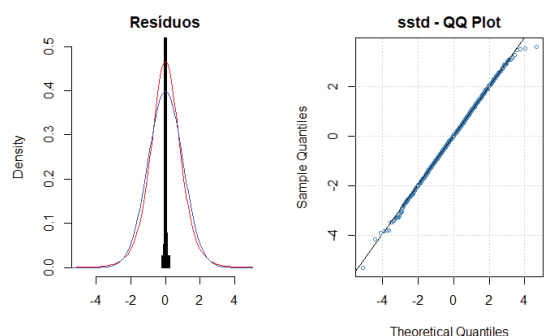 Resíduos
Density
0.0 0.1 0.2 0.3 0.4 0.5
-4 -2 0 2 4
sstd - QQ Plot
Sample Quantiles
-4 -2 0 2
-4 -2 0 2 4
Theoretical Quantiles